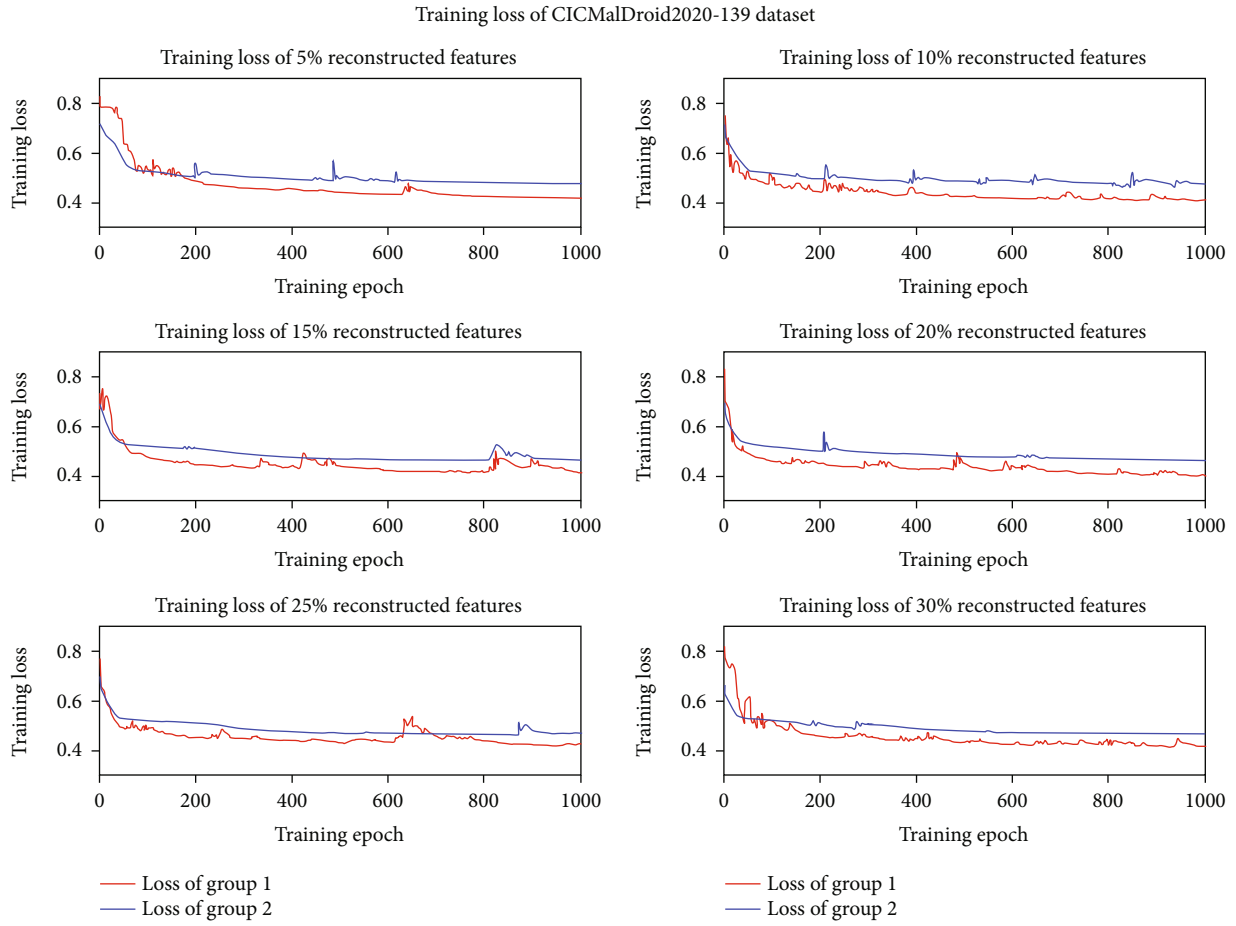 Training loss of CICMalDroid2020-139 dataset
Training loss of 5% reconstructed features
Training loss
0.8
0.6
0.4
0 200 400 600 800 1000
Training epoch
Training loss of 10% reconstructed features
Training loss
0.8
0.6
0.4
0 200 400 600 800 1000
Training epoch
Training loss of 15% reconstructed features
Training loss
0.8
0.6
0.4
0 200 400 600 800 1000
Training epoch
Training loss of 20% reconstructed features
Training loss
0.8
0.6
0.4
0 200 400 600 800 1000
Training epoch
Training loss of 25% reconstructed features
Training loss
0.8
0.6
0.4
0 200 400 600 800 1000
Training epoch
Training loss of 30% reconstructed features
Training loss
0.8
0.6
0.4
0 200 400 600 800 1000
Training epoch
Loss of group 1
Loss of group 2
Loss of group 1
Loss of group 2